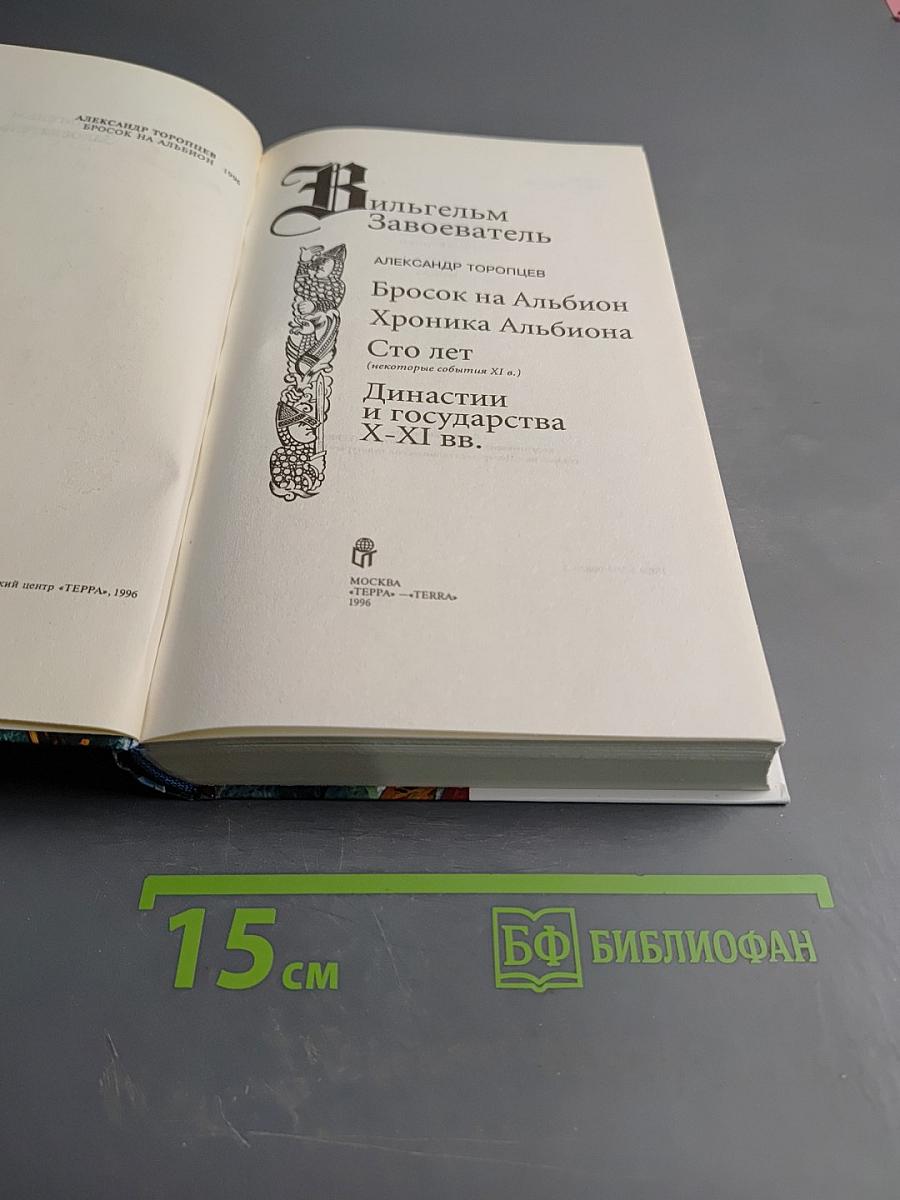 АЛЕКСАНДР ТОРОПЦЕВ
БРОСОК НА АЛЬБИОН
1996
кий центр «ТЕРРА», 1996
Вильгельм
Завоеватель
АЛЕКСАНДР ТОРОПЦЕВ
Бросок на Альбион
Хроника Альбиона
Сто лет
(некоторые события XI в.)
Династии
и государства
X-XI вв.
МОСКВА
«ТЕРРА» —«TERRA»
1996
15 см
БФ БИБЛИОФАН